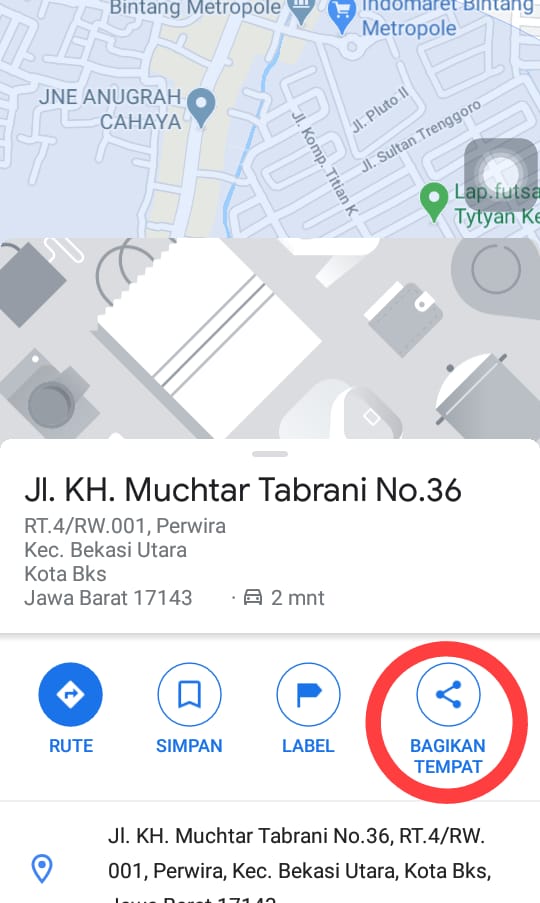 Bintang Metropole
Indomaret Bintang
Metropole
JNE ANUGRAH
CAHAYA
Jl. Pluto II
Jl. Sultan Trenggoro
Jl. Komp. Titian K
Lap.futsa
Tytyan Ke
Jl. KH. Muchtar Tabrani No.36
RT.4/RW.001, Perwira
Kec. Bekasi Utara
Kota Bks
Jawa Barat 17143 · 2 mnt
RUTE
SIMPAN
LABEL
BAGIKAN
TEMPAT
Jl. KH. Muchtar Tabrani No.36, RT.4/RW.
001, Perwira, Kec. Bekasi Utara, Kota Bks,
Jawa Barat 17143